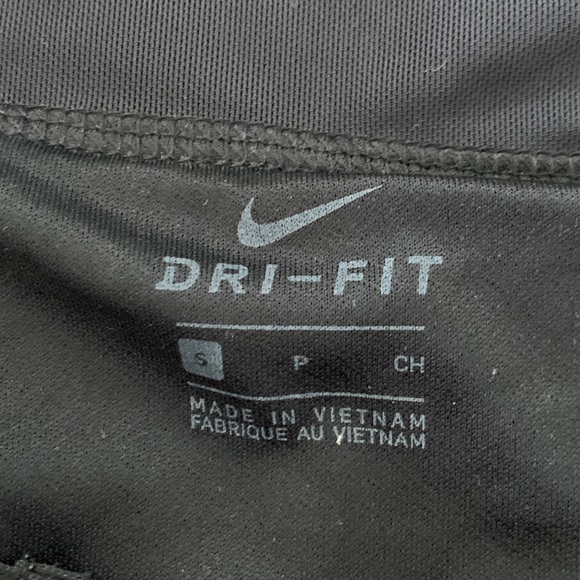 DRI-FIT
S P CH
MADE IN VIETNAM
FABRIQUE AU VIETNAM